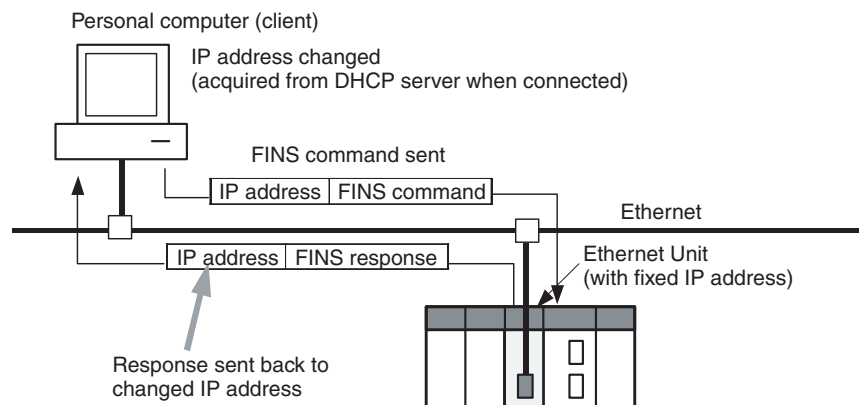 Personal computer (client)
IP address changed
(acquired from DHCP server when connected)
FINS command sent
IP address FINS command
Ethernet
IP address FINS response
Ethernet Unit
(with fixed IP address)
Response sent back to
changed IP address